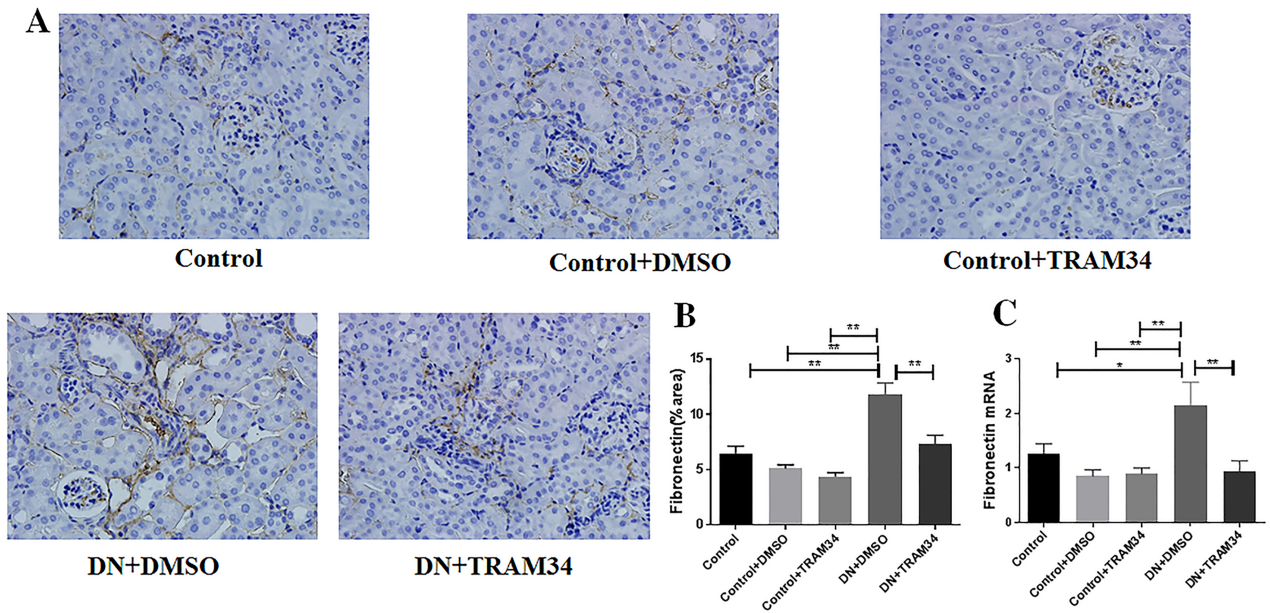 A
Control
Control+DMSO
Control+TRAM34
DN+DMSO
DN+TRAM34
B
Fibronectin(% area)
15
10
5
0
**
**
**
**
Control
Control+DMSO
Control+TRAM34
DN+DMSO
DN+TRAM34
C
Fibronectin mRNA
3
2
1
0
**
**
*
**
Control
Control+DMSO
Control+TRAM34
DN+DMSO
DN+TRAM34